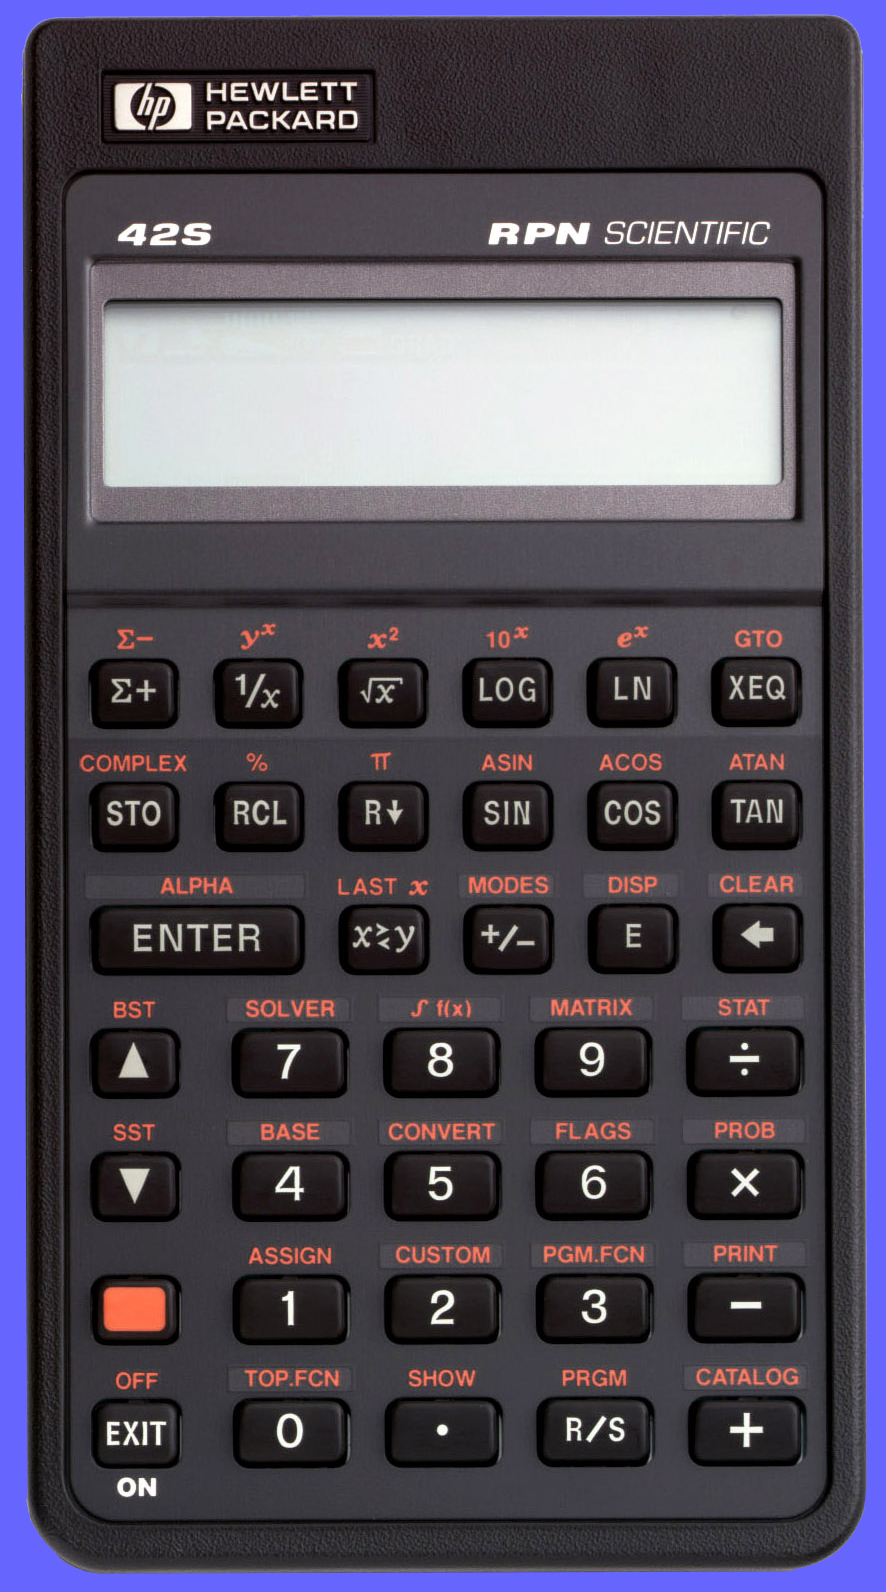 hp HEWLETT
PACKARD
42S RPN SCIENTIFIC
Σ− yˣ x² 10ˣ eˣ GTO
Σ+ 1/x √x LOG LN XEQ
COMPLEX % π ASIN ACOS ATAN
STO RCL R↓ SIN COS TAN
ALPHA LAST x MODES DISP CLEAR
ENTER x≷y +/− E ←
BST SOLVER ∫ f(x) MATRIX STAT
▲ 7 8 9 ÷
SST BASE CONVERT FLAGS PROB
▼ 4 5 6 ×
ASSIGN CUSTOM PGM.FCN PRINT
1 2 3 −
OFF TOP.FCN SHOW PRGM CATALOG
EXIT 0 · R/S +
ON